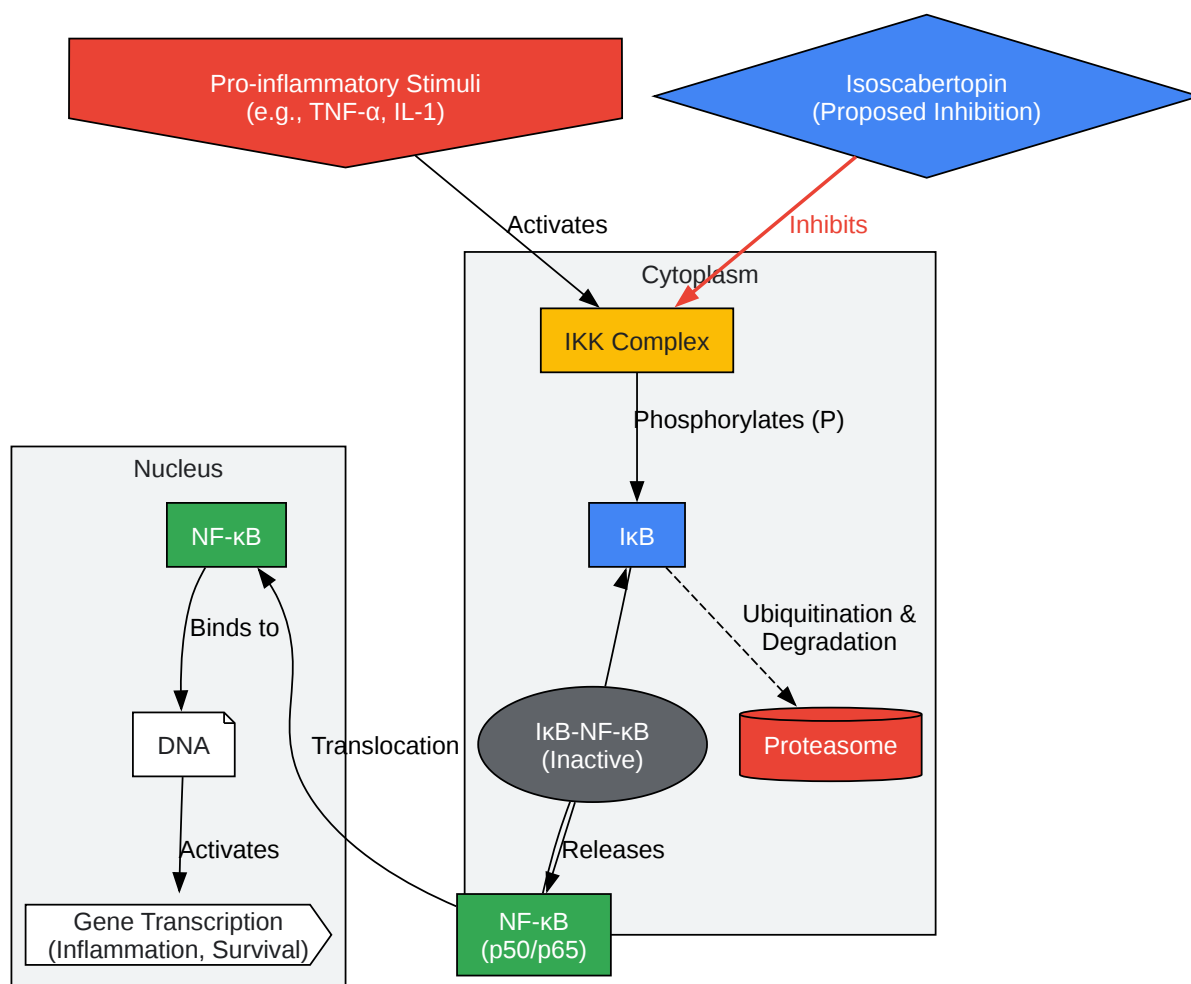 Pro-inflammatory Stimuli
(e.g., TNF-α, IL-1)
Isoscabertopin
(Proposed Inhibition)
Activates
Inhibits
Cytoplasm
IKK Complex
Phosphorylates (P)
Nucleus
NF-κB
IκB
Binds to
Ubiquitination &
Degradation
DNA
Translocation
IκB-NF-κB
(Inactive)
Proteasome
Activates
Releases
Gene Transcription
(Inflammation, Survival)
NF-κB
(p50/p65)